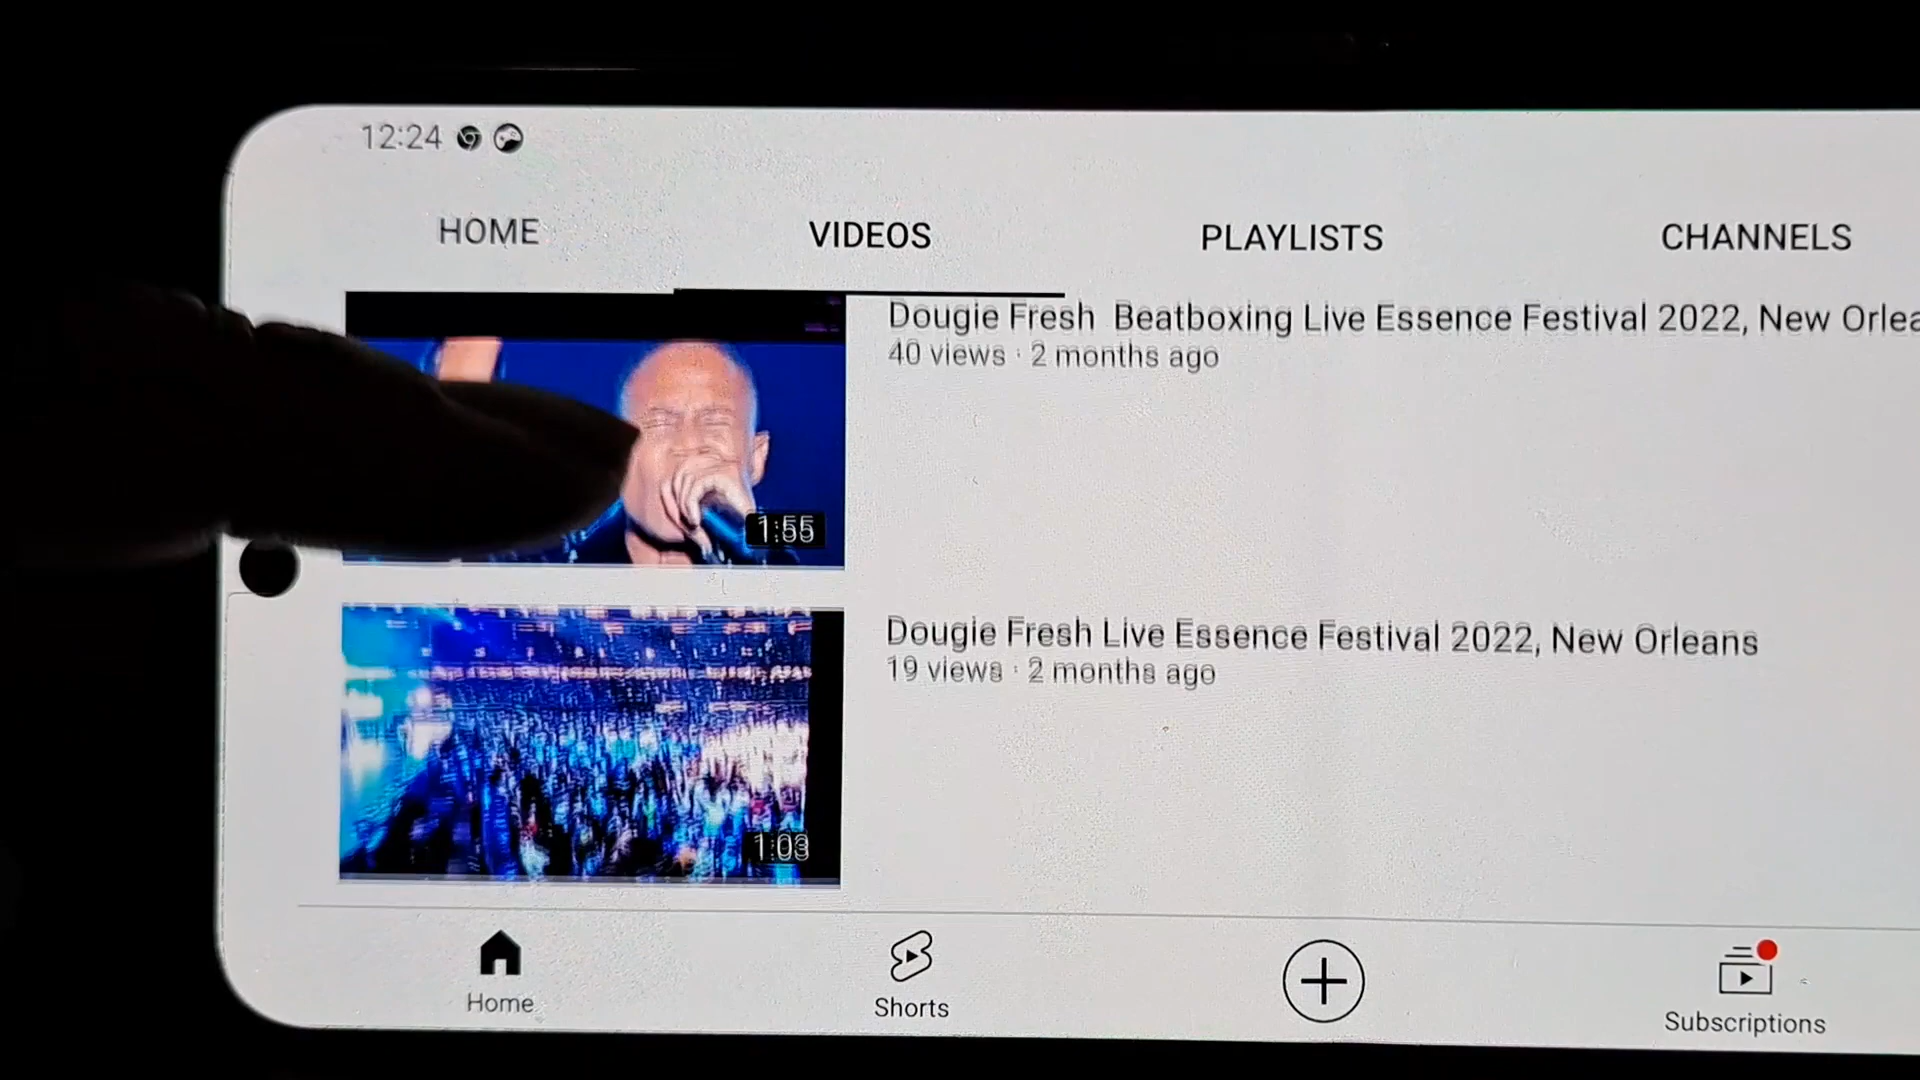 12:24
HOME VIDEOS PLAYLISTS CHANNELS
Dougie Fresh Beatboxing Live Essence Festival 2022, New
40 views · 2 months ago
1:55
Dougie Fresh Live Essence Festival 2022, New Orleans
19 views · 2 months ago
1:03
Home Shorts Subscriptions